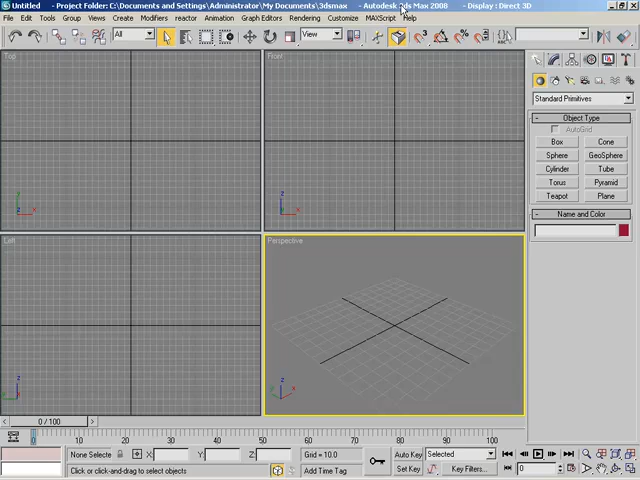 Untitled - Project Folder: C:\Documents and Settings\Administrator\My Documents\3dsmax - Autodesk 3ds Max 2008 - Display : Direct 3D
File Edit Tools Group Views Create Modifiers reactor Animation Graph Editors Rendering Customize MAXScript Help
All View 3 %
Top Front
Standard Primitives
- Object Type
AutoGrid
Box Cone
Sphere GeoSphere
Cylinder Tube
Torus Pyramid
Teapot Plane
- Name and Color
z x
z x
Left Perspective
z
z x
0 / 100
0 10 20 30 40 50 60 70 80 90 100
None Selecte X: Y: Z: Grid = 10.0 Auto Key Selected
Click or click-and-drag to select objects Add Time Tag Set Key Key Filters... 0